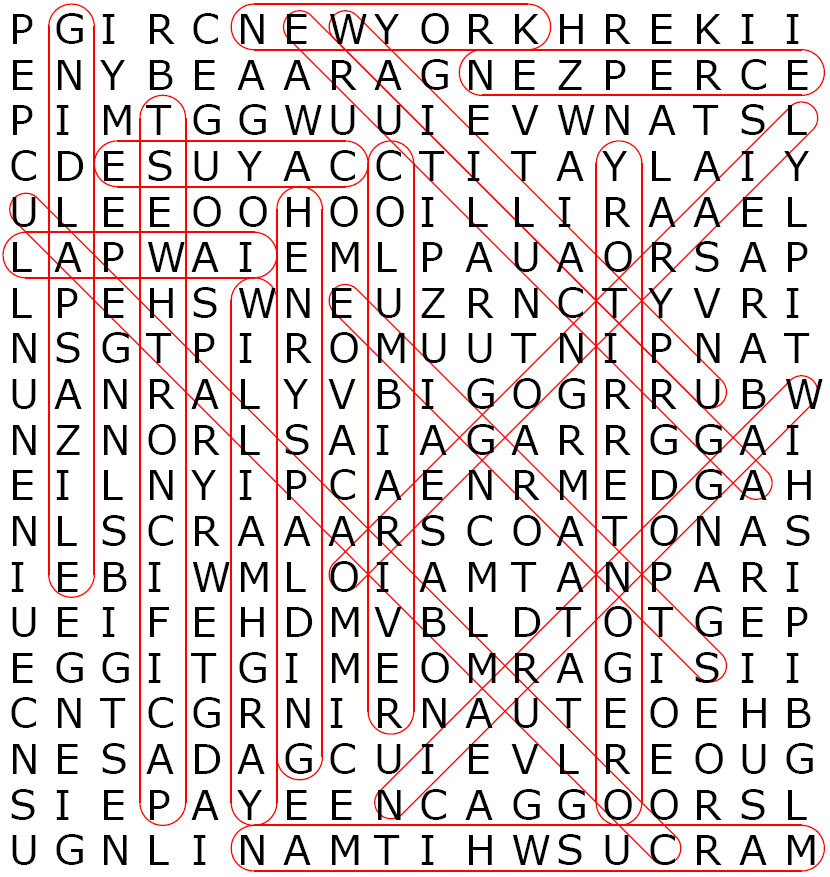 P G I R C N E W Y O R K H R E K I I
E N Y B E A A R A G N E Z P E R C E
P I M T G G W U U I E V W N A T S L
C D E S U Y A C C T I T A Y L A I Y
U L E E O O H O O I L L I R A A E L
L A P W A I E M L P A U A O R S A P
L P E H S W N E U Z R N C T Y V R I
N S G T P I R O M U U T N I P N A T
U A N R A L Y V B I G O G R R U B W
N Z N O R L S A I A G A R R G G A I
E I L N Y I P C A E N R M E D G A H
N L S C R A A A R S C O A T O N A S
I E B I W M L O I A M T A N P A R I
U E I F E H D M V B L D T O T G E P
E G G I T G I M E O M R A G I S I I
C N T C G R N I R N A U T E O E H B
N E S A D A G C U I E V L R E O U G
S I E P A Y E E N C A G G O O R S L
U G N L I N A M T I H W S U C R A M